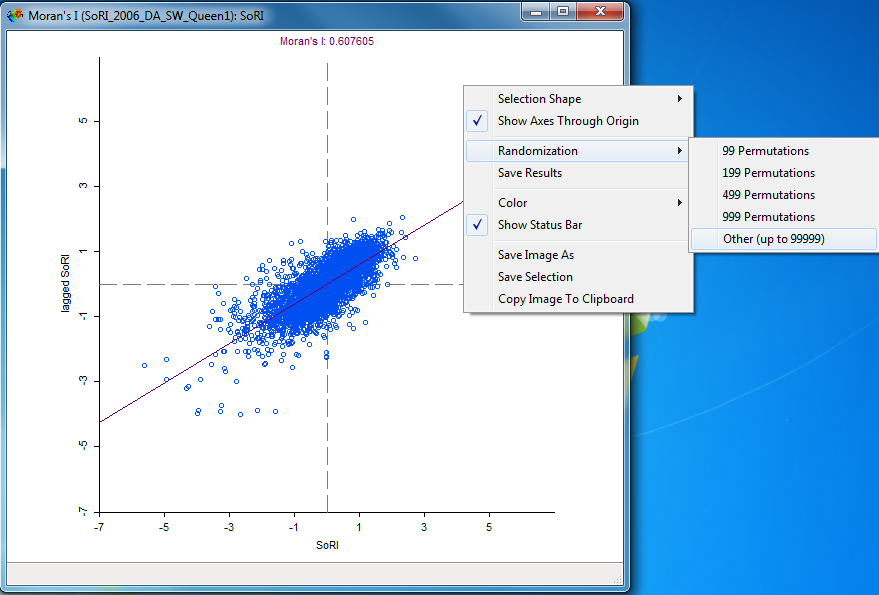 Moran's I (SoRI_2006_DA_SW_Queen1): SoRI
Moran's I: 0.607605
Selection Shape
Show Axes Through Origin
Randomization
Save Results
Color
Show Status Bar
Save Image As
Save Selection
Copy Image To Clipboard
99 Permutations
199 Permutations
499 Permutations
999 Permutations
Other (up to 99999)
lagged SoRI
5
3
1
-1
-3
-5
-7
-7
-5
-3
-1
1
3
5
SoRI